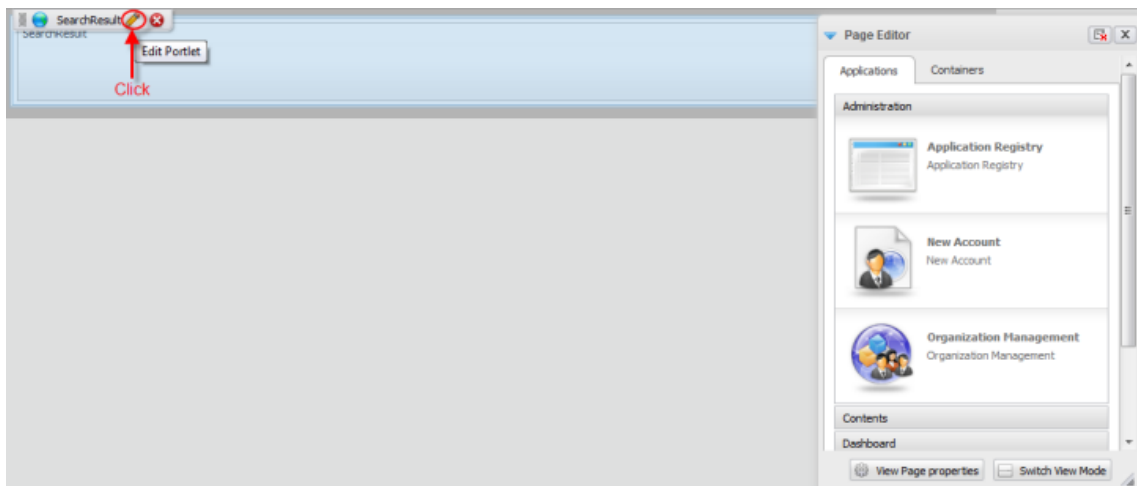 SearchResult
SearchResult
Edit Portlet
Click
Page Editor
Applications Containers
Administration
Application Registry
Application Registry
New Account
New Account
Organization Management
Organization Management
Contents
Dashboard
View Page properties Switch View Mode